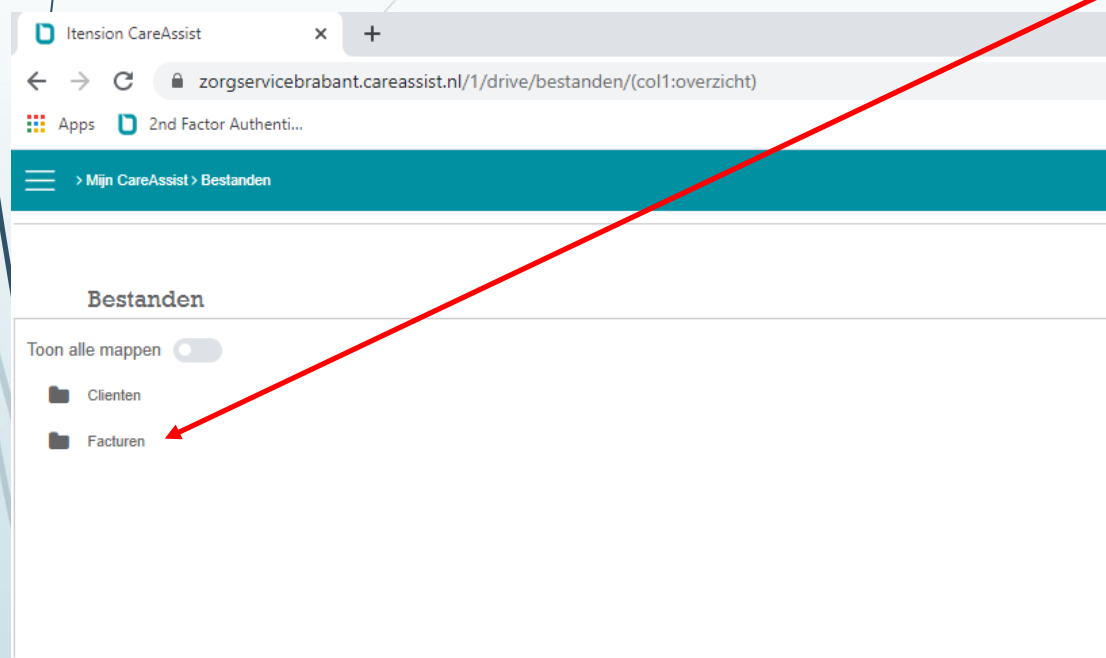 Itension CareAssist
zorgservicebrabant.careassist.nl/1/drive/bestanden/(col1:overzicht)
Apps 2nd Factor Authenti...
> Mijn CareAssist > Bestanden
Bestanden
Toon alle mappen
Clienten
Facturen